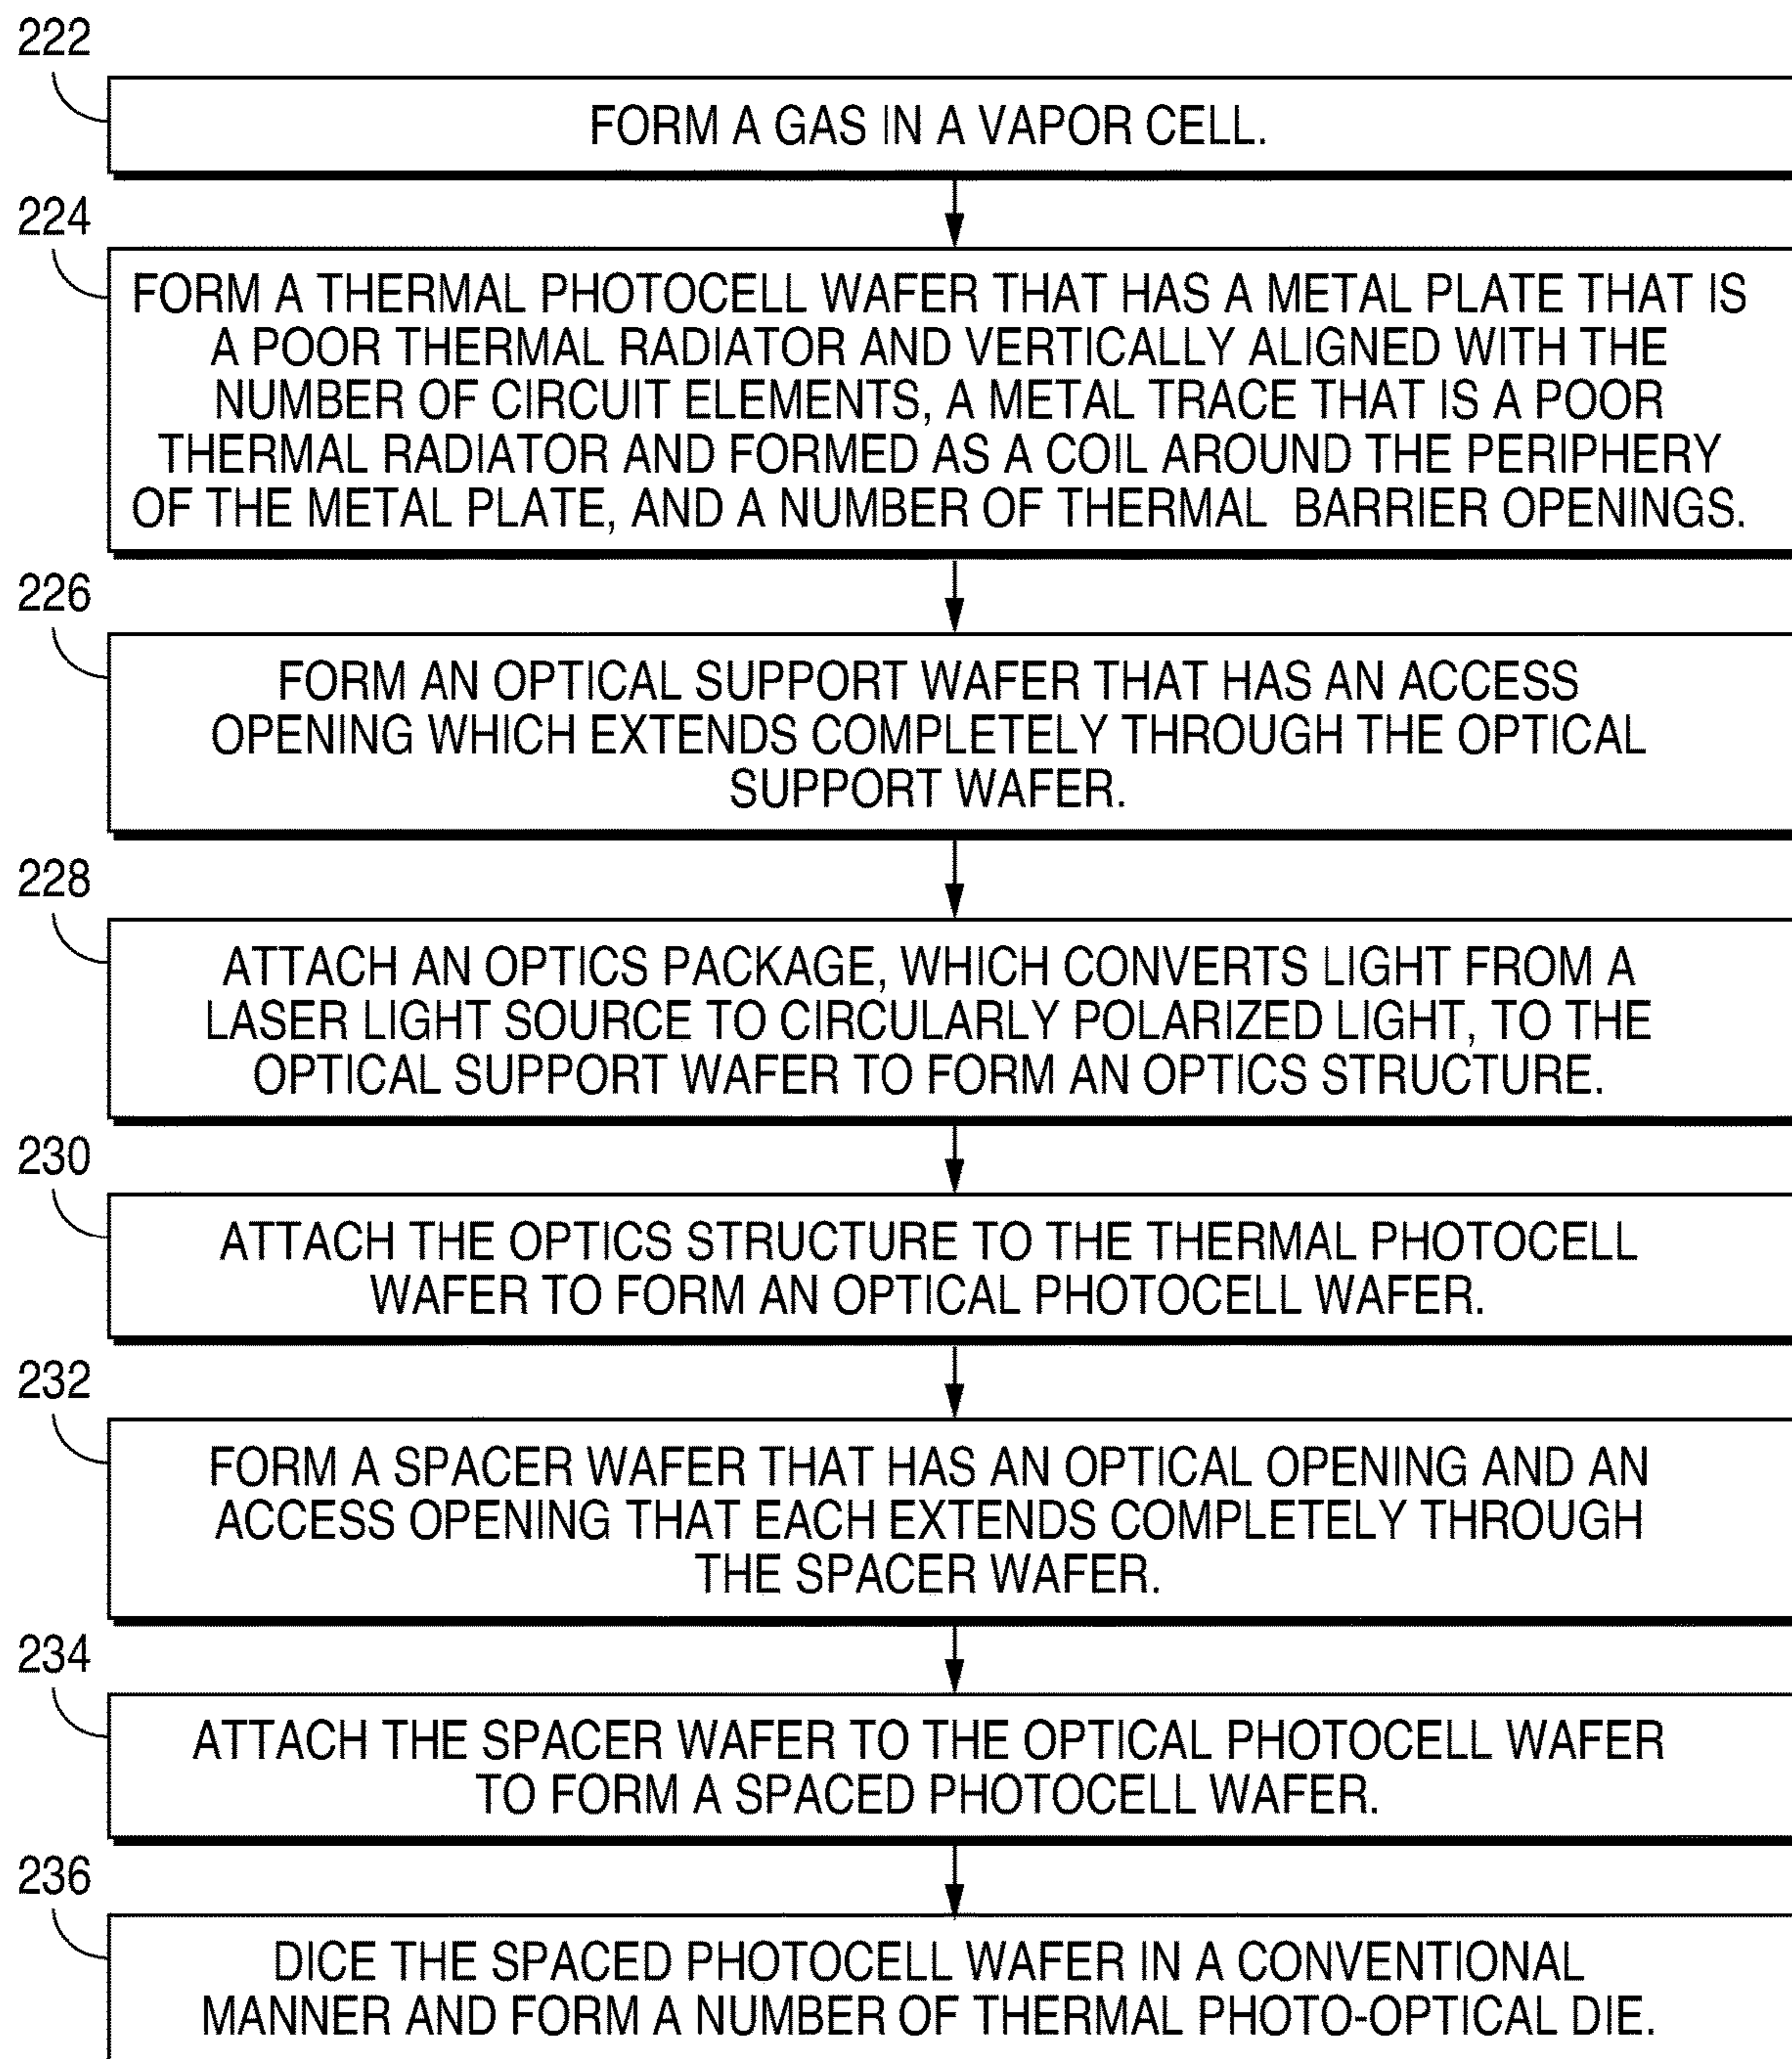 222
FORM A GAS IN A VAPOR CELL.
224
FORM A THERMAL PHOTOCELL WAFER THAT HAS A METAL PLATE THAT IS
A POOR THERMAL RADIATOR AND VERTICALLY ALIGNED WITH THE
NUMBER OF CIRCUIT ELEMENTS, A METAL TRACE THAT IS A POOR
THERMAL RADIATOR AND FORMED AS A COIL AROUND THE PERIPHERY
OF THE METAL PLATE, AND A NUMBER OF THERMAL BARRIER OPENINGS.
226
FORM AN OPTICAL SUPPORT WAFER THAT HAS AN ACCESS
OPENING WHICH EXTENDS COMPLETELY THROUGH THE OPTICAL
SUPPORT WAFER.
228
ATTACH AN OPTICS PACKAGE, WHICH CONVERTS LIGHT FROM A
LASER LIGHT SOURCE TO CIRCULARLY POLARIZED LIGHT, TO THE
OPTICAL SUPPORT WAFER TO FORM AN OPTICS STRUCTURE.
230
ATTACH THE OPTICS STRUCTURE TO THE THERMAL PHOTOCELL
WAFER TO FORM AN OPTICAL PHOTOCELL WAFER.
232
FORM A SPACER WAFER THAT HAS AN OPTICAL OPENING AND AN
ACCESS OPENING THAT EACH EXTENDS COMPLETELY THROUGH
THE SPACER WAFER.
234
ATTACH THE SPACER WAFER TO THE OPTICAL PHOTOCELL WAFER
TO FORM A SPACED PHOTOCELL WAFER.
236
DICE THE SPACED PHOTOCELL WAFER IN A CONVENTIONAL
MANNER AND FORM A NUMBER OF THERMAL PHOTO-OPTICAL DIE.